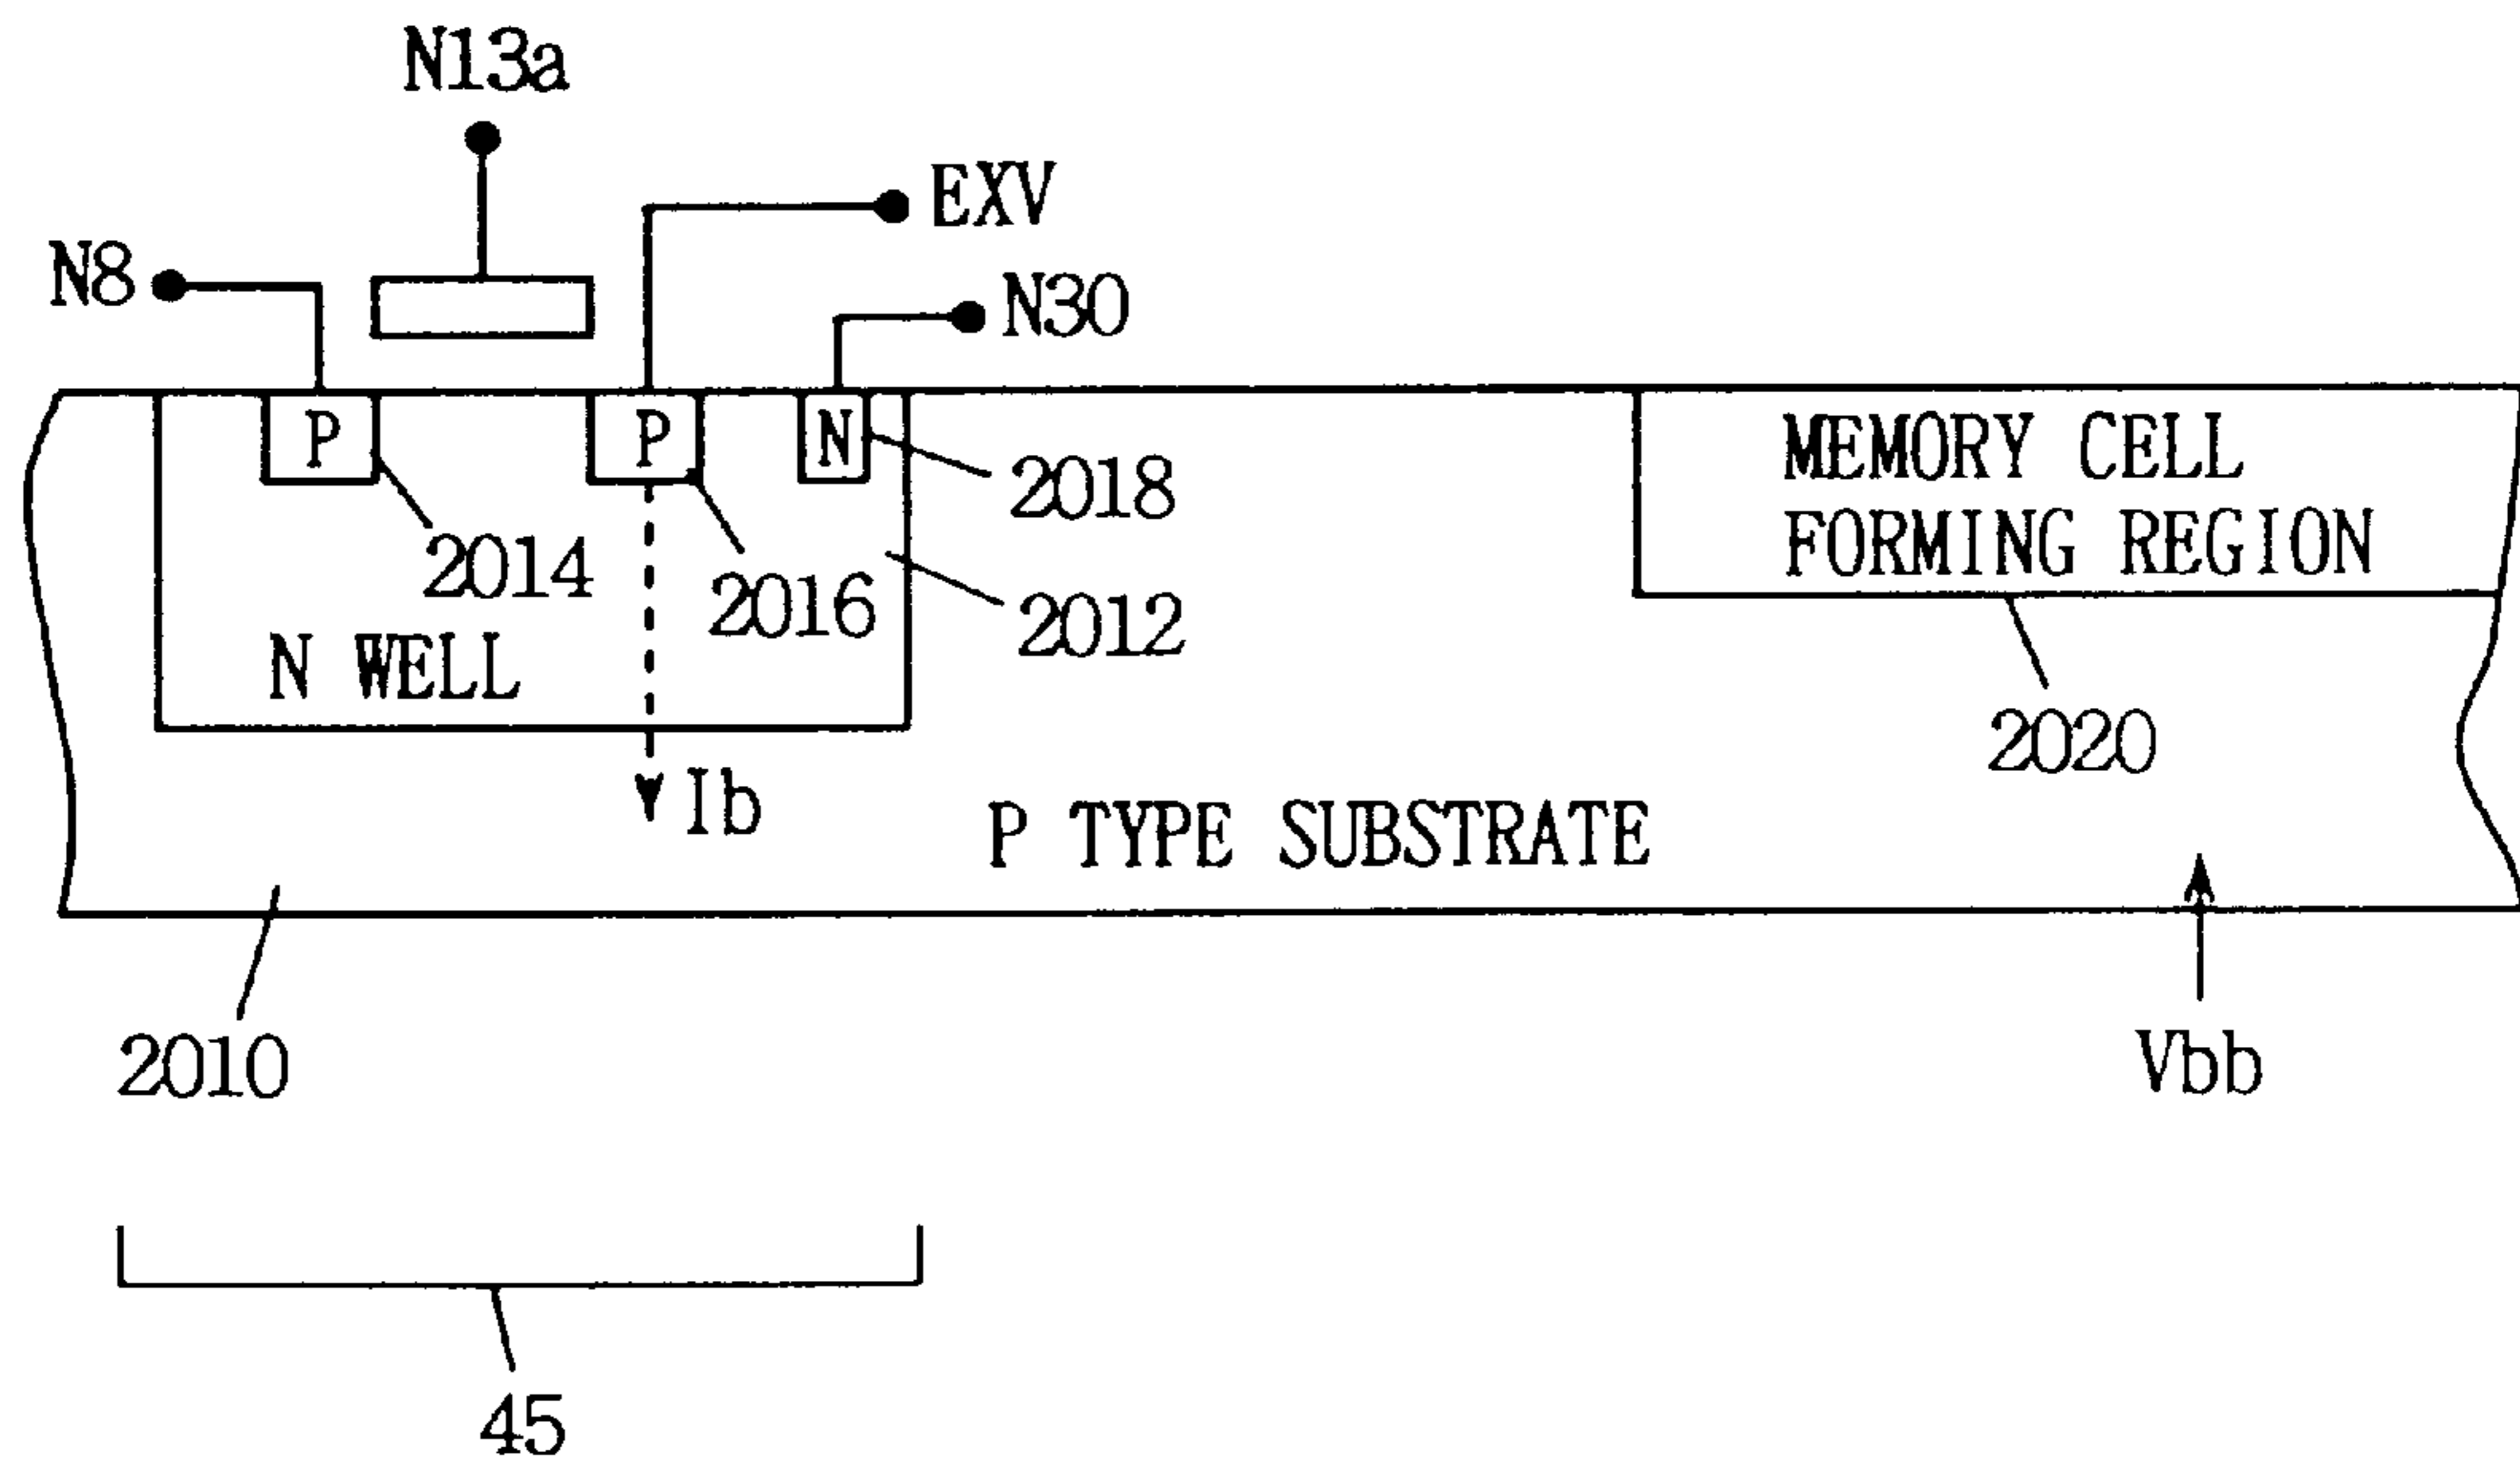 N13a
EXV
N8
N30
P
P
N
MEMORY CELL
FORMING REGION
2018
2014
2016
2012
N WELL
2020
Ib
P TYPE SUBSTRATE
2010
Vbb
45